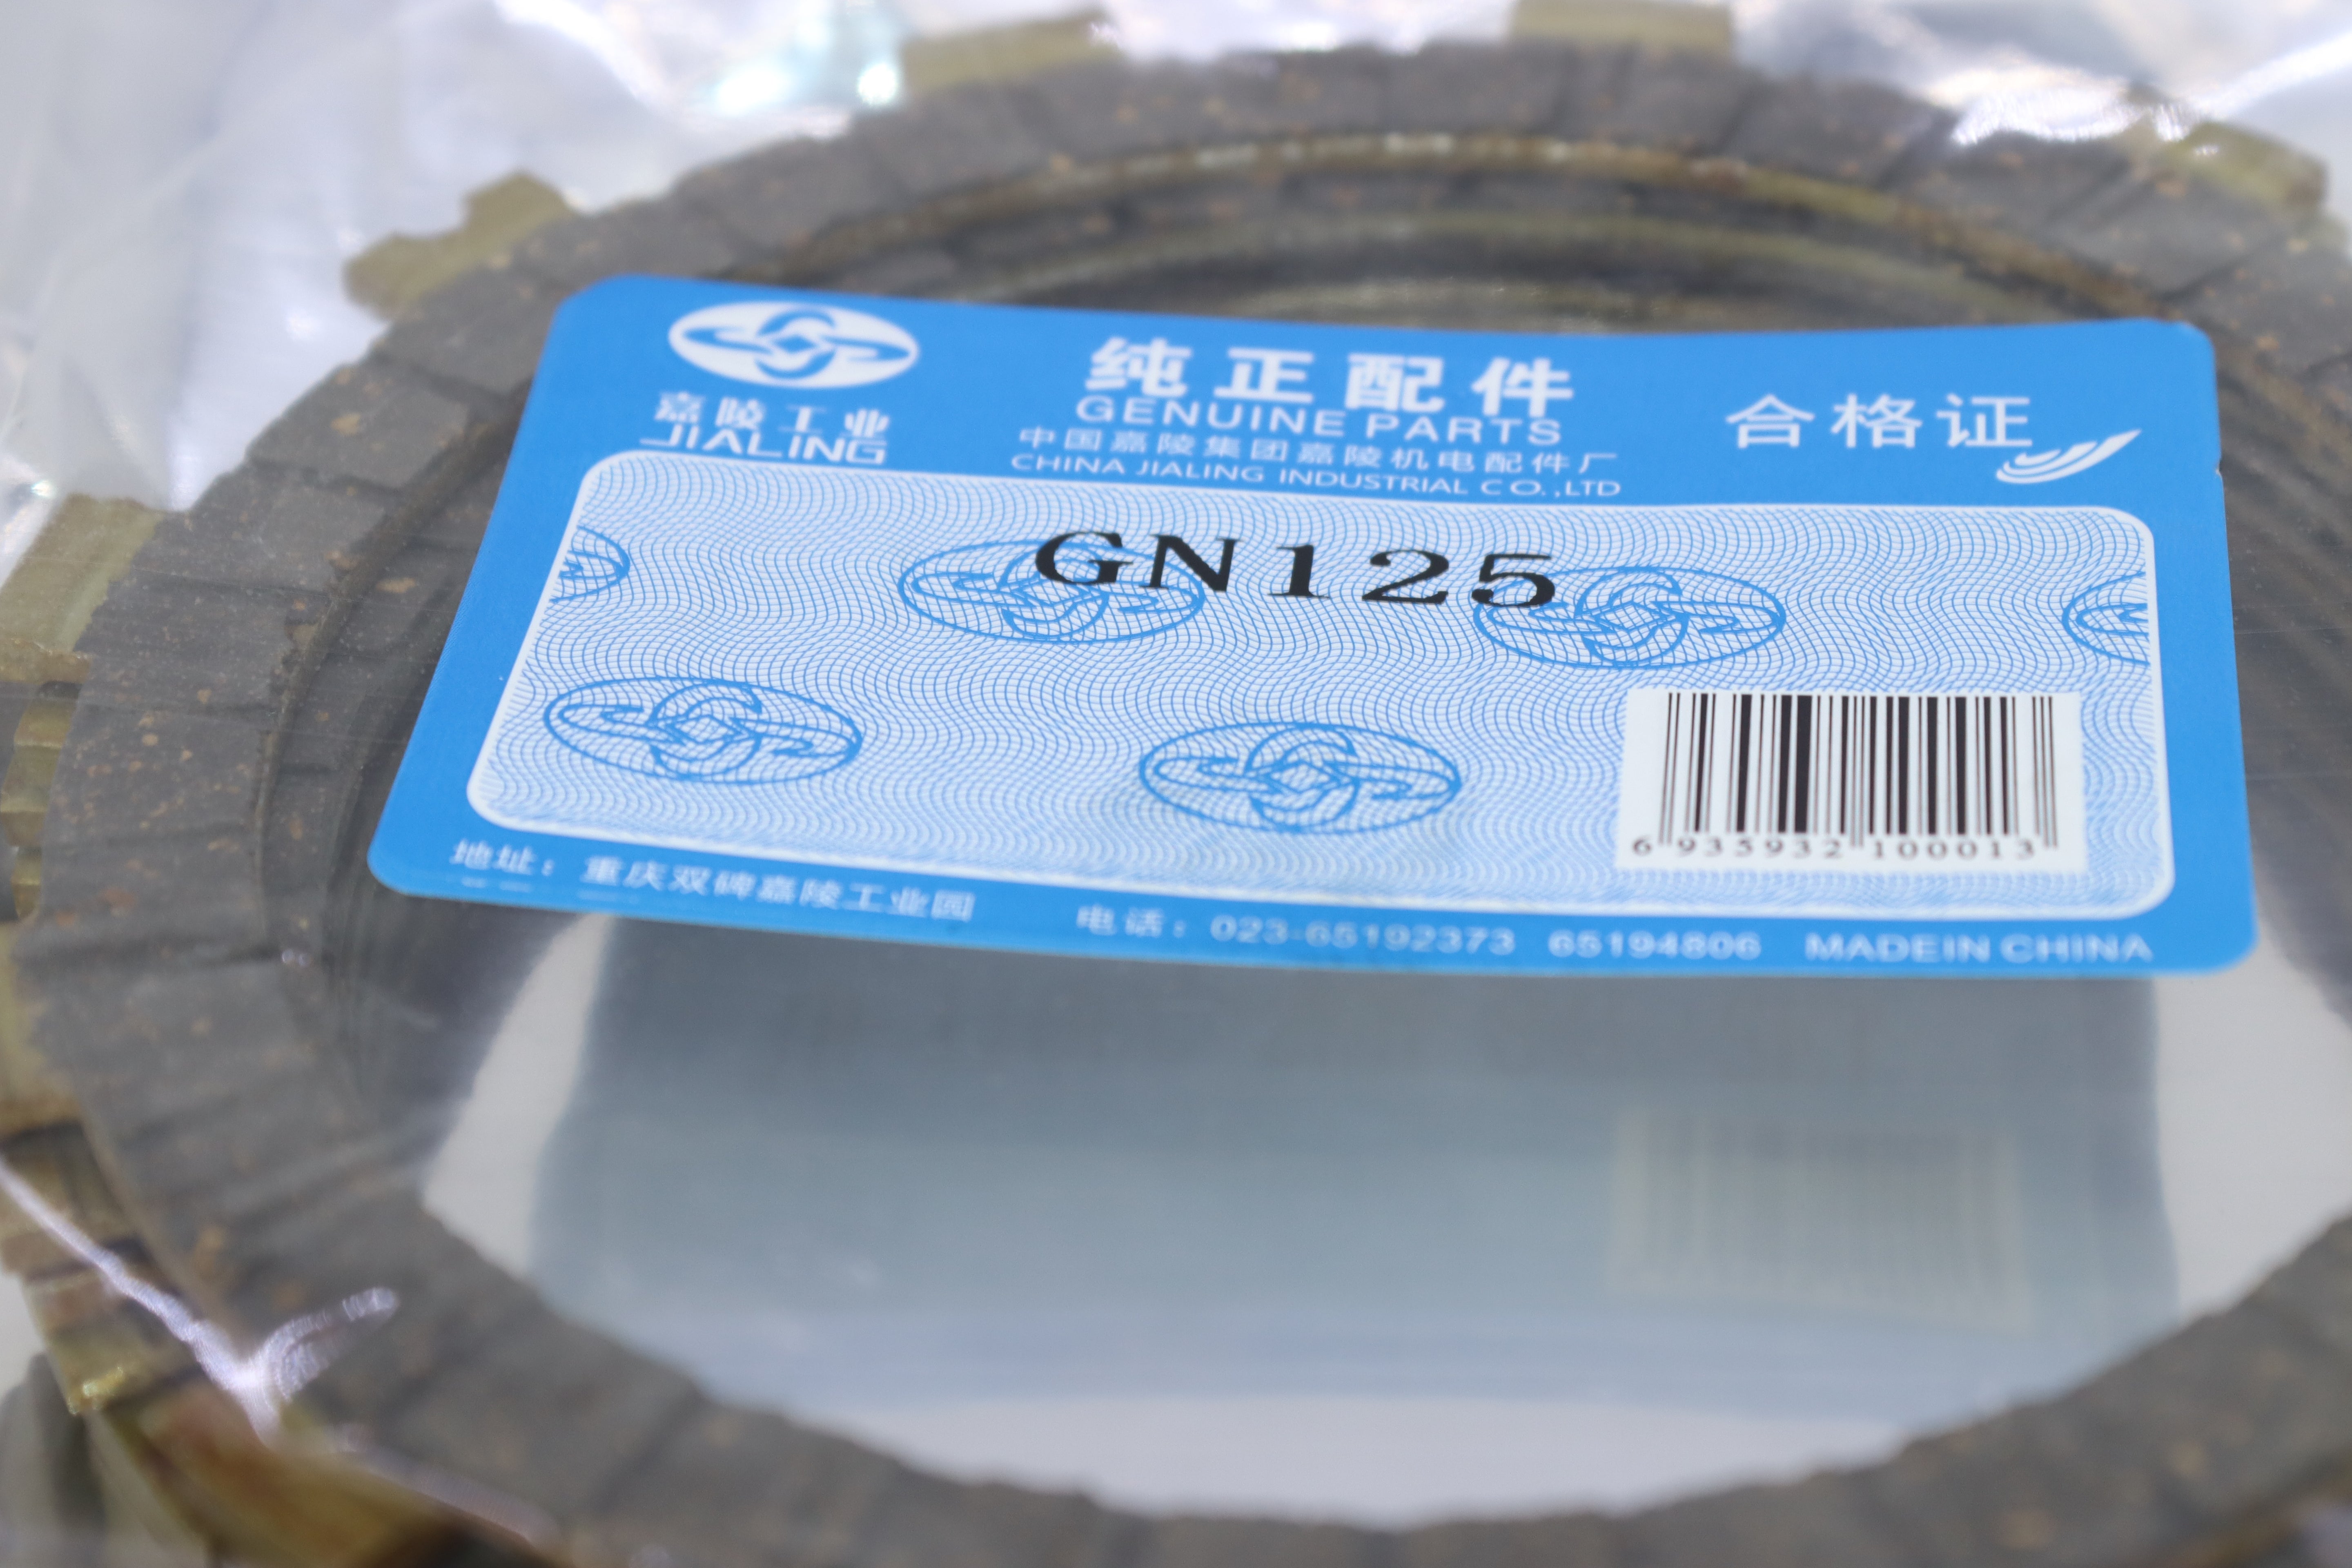 嘉陵工业
JIALING
纯正配件
GENUINE PARTS
中国嘉陵集团嘉陵机电配件厂
CHINA JIALING INDUSTRIAL CO.,LTD
合格证
GN125
6 935932 100013
地址：重庆双碑嘉陵工业园
电话：023-65192373 65194806 MADEIN CHINA